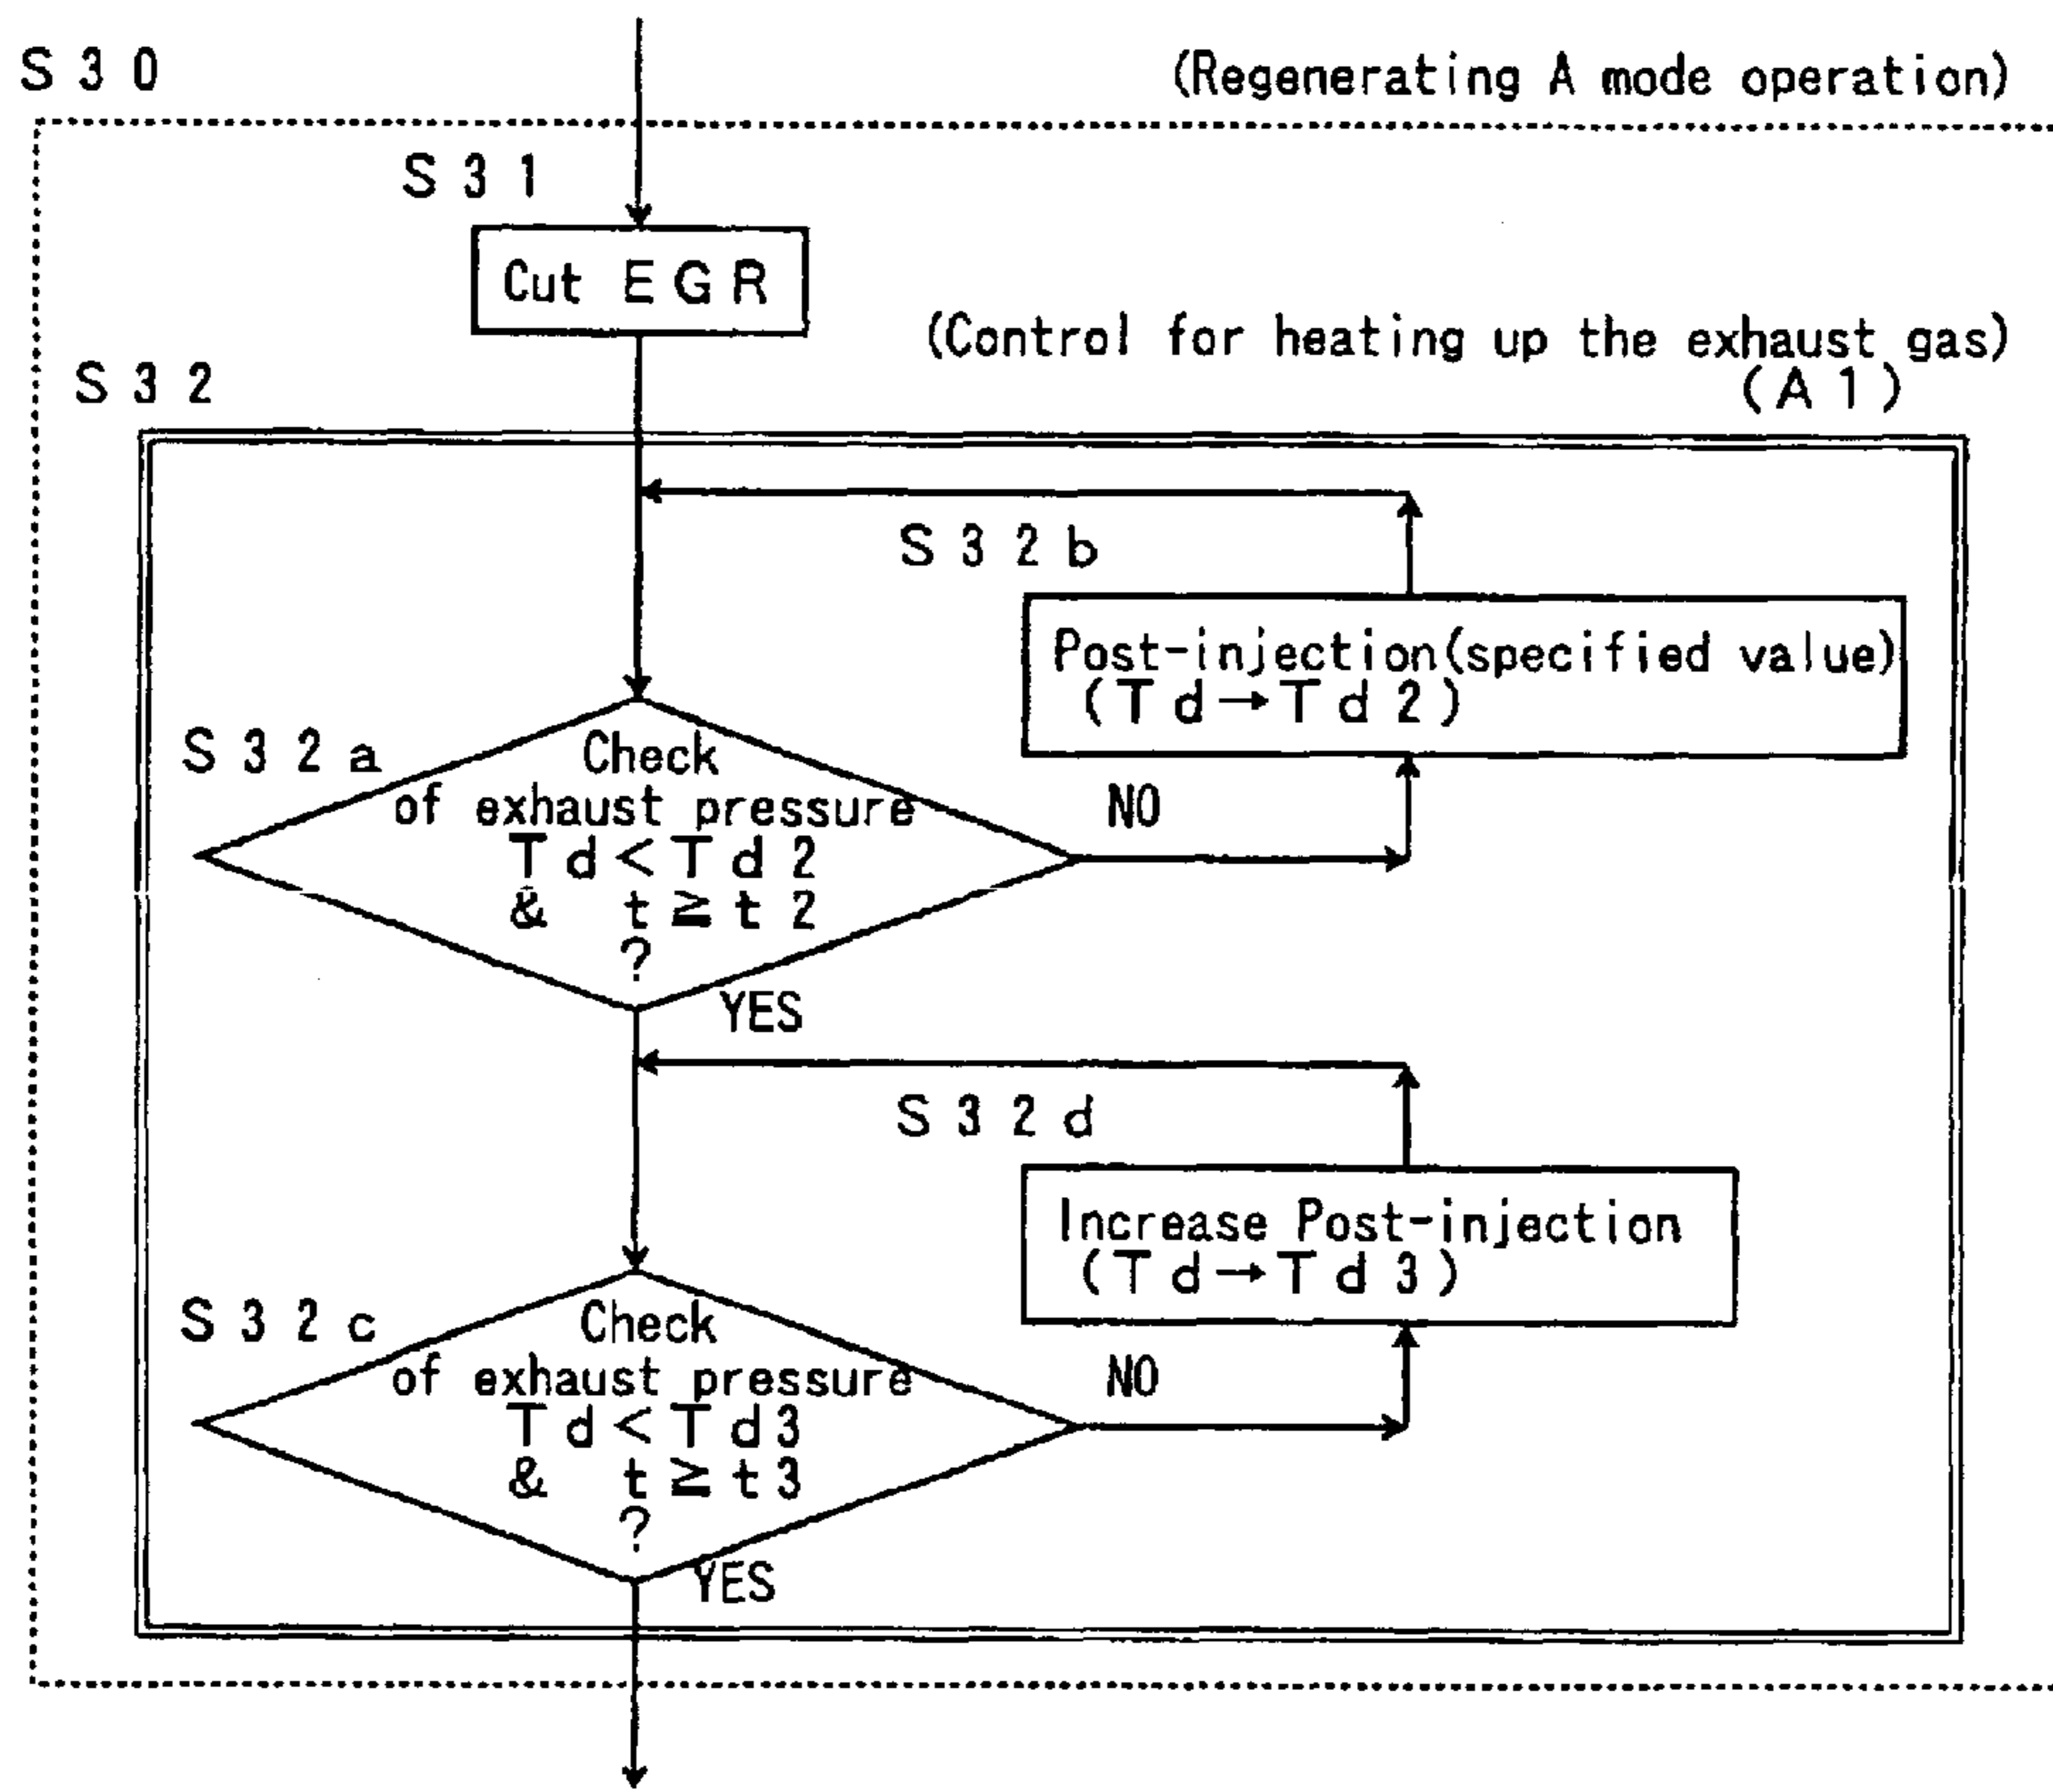 S30
(Regenerating A mode operation)
S31
Cut EGR
(Control for heating up the exhaust gas)
(A1)
S32
S32b
Post-injection(specified value)
(Td→Td2)
S32a
Check
of exhaust pressure
Td<Td2
& t≧t2
?
NO
YES
S32d
Increase Post-injection
(Td→Td3)
S32c
Check
of exhaust pressure
Td<Td3
& t≧t3
?
NO
YES